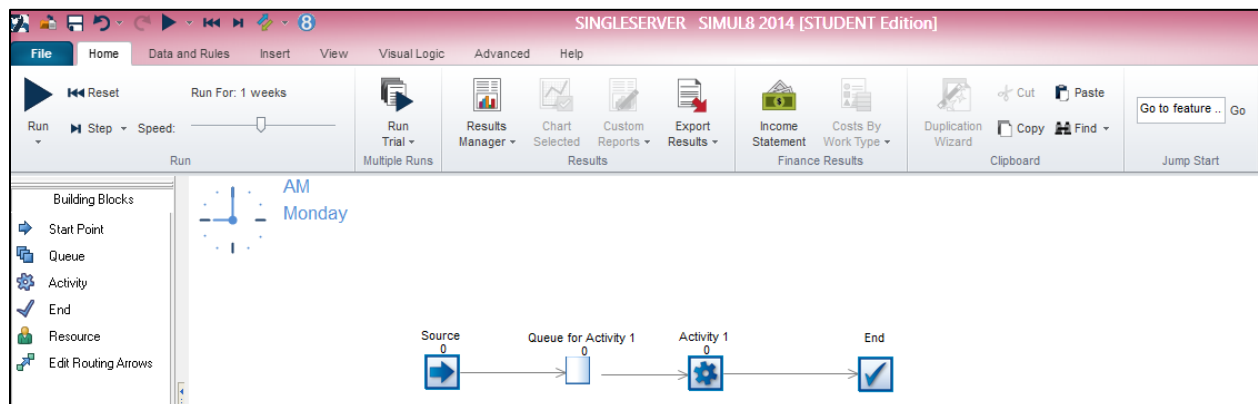 SINGLESERVER SIMUL8 2014 [STUDENT Edition]
File Home Data and Rules Insert View Visual Logic Advanced Help
Reset Run For: 1 weeks
Run Step Speed:
Run
Run Trial
Multiple Runs
Results Manager
Chart Selected
Custom Reports
Export Results
Results
Income Statement
Costs By Work Type
Finance Results
Duplication Wizard
Cut Paste
Copy Find
Clipboard
Go to feature .. Go
Jump Start
Building Blocks
Start Point
Queue
Activity
End
Resource
Edit Routing Arrows
AM
Monday
Source
0
Queue for Activity 1
0
Activity 1
0
End